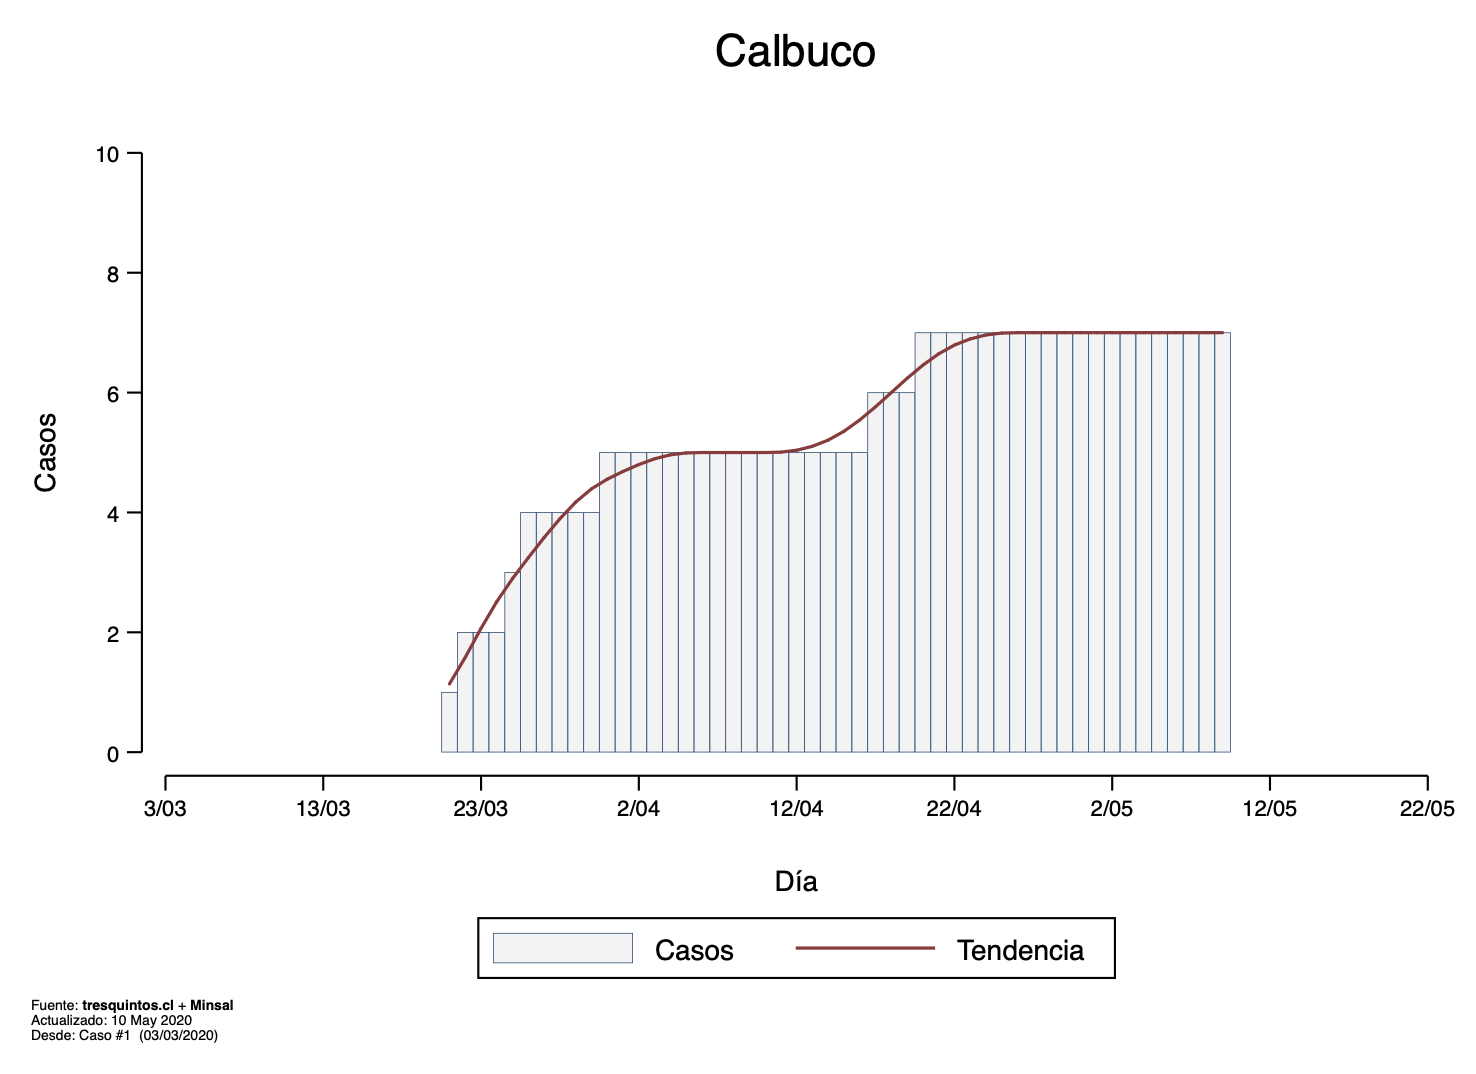 Calbuco
10
8
6
4
2
0
Casos
3/03 13/03 23/03 2/04 12/04 22/04 2/05 12/05 22/05
Día
Casos Tendencia
Fuente: tresquintos.cl + Minsal
Actualizado: 10 May 2020
Desde: Caso #1 (03/03/2020)